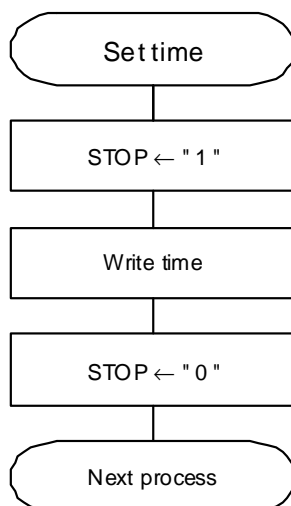 Set time
STOP ← " 1 "
Write time
STOP ← " 0 "
Next process